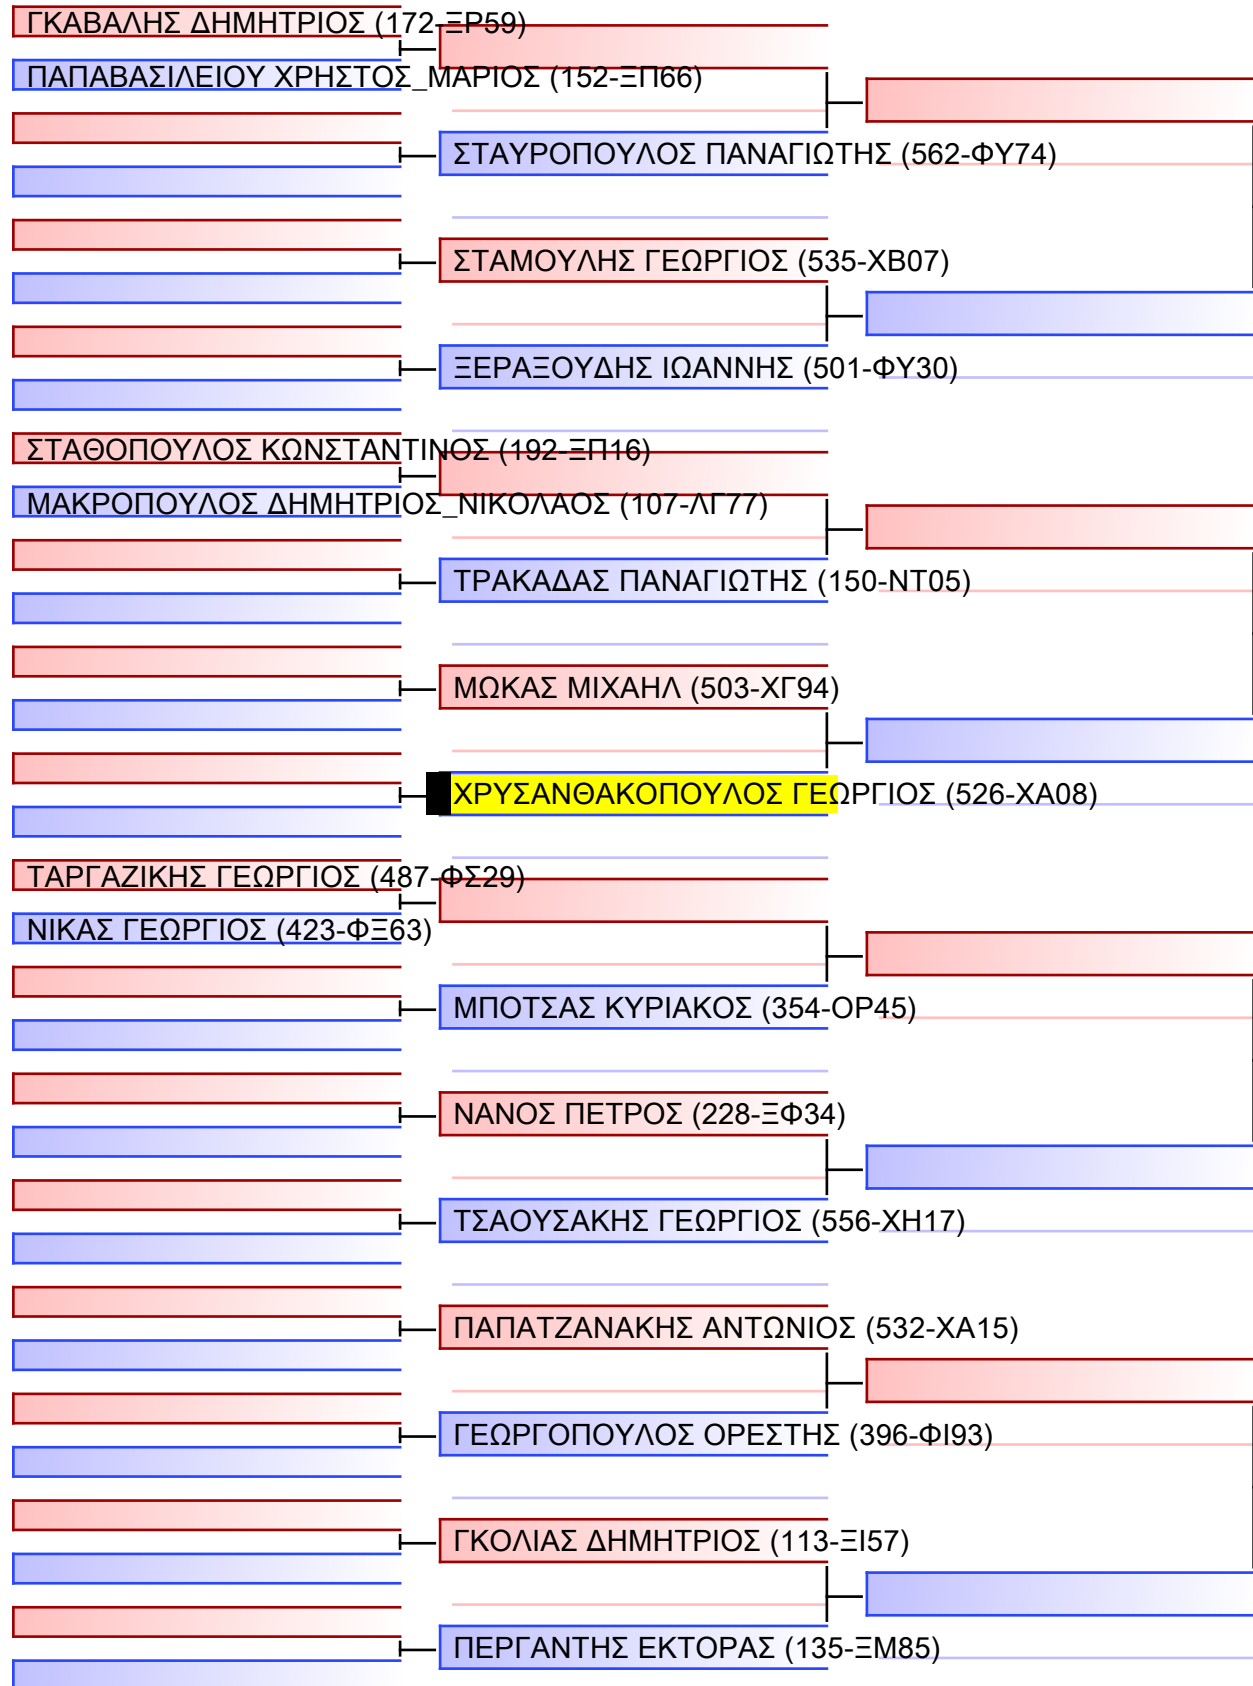 ΓΚΑΒΑΛΗΣ ΔΗΜΗΤΡΙΟΣ (172-ΞΡ59)
ΠΑΠΑΒΑΣΙΛΕΙΟΥ ΧΡΗΣΤΟΣ_ΜΑΡΙΟΣ (152-ΞΠ66)
ΣΤΑΥΡΟΠΟΥΛΟΣ ΠΑΝΑΓΙΩΤΗΣ (562-ΦΥ74)
ΣΤΑΜΟΥΛΗΣ ΓΕΩΡΓΙΟΣ (535-ΧΒ07)
ΞΕΡΑΞΟΥΔΗΣ ΙΩΑΝΝΗΣ (501-ΦΥ30)
ΣΤΑΘΟΠΟΥΛΟΣ ΚΩΝΣΤΑΝΤΙΝΟΣ (192-ΞΠ16)
ΜΑΚΡΟΠΟΥΛΟΣ ΔΗΜΗΤΡΙΟΣ_ΝΙΚΟΛΑΟΣ (107-ΛΓ77)
ΤΡΑΚΑΔΑΣ ΠΑΝΑΓΙΩΤΗΣ (150-ΝΤ05)
ΜΩΚΑΣ ΜΙΧΑΗΛ (503-ΧΓ94)
ΧΡΥΣΑΝΘΑΚΟΠΟΥΛΟΣ ΓΕΩΡΓΙΟΣ (526-ΧΑ08)
ΤΑΡΓΑΖΙΚΗΣ ΓΕΩΡΓΙΟΣ (487-ΦΣ29)
ΝΙΚΑΣ ΓΕΩΡΓΙΟΣ (423-ΦΞ63)
ΜΠΟΤΣΑΣ ΚΥΡΙΑΚΟΣ (354-ΟΡ45)
ΝΑΝΟΣ ΠΕΤΡΟΣ (228-ΞΦ34)
ΤΣΑΟΥΣΑΚΗΣ ΓΕΩΡΓΙΟΣ (556-ΧΗ17)
ΠΑΠΑΤΖΑΝΑΚΗΣ ΑΝΤΩΝΙΟΣ (532-ΧΑ15)
ΓΕΩΡΓΟΠΟΥΛΟΣ ΟΡΕΣΤΗΣ (396-ΦΙ93)
ΓΚΟΛΙΑΣ ΔΗΜΗΤΡΙΟΣ (113-ΞΙ57)
ΠΕΡΓΑΝΤΗΣ ΕΚΤΟΡΑΣ (135-ΞΜ85)